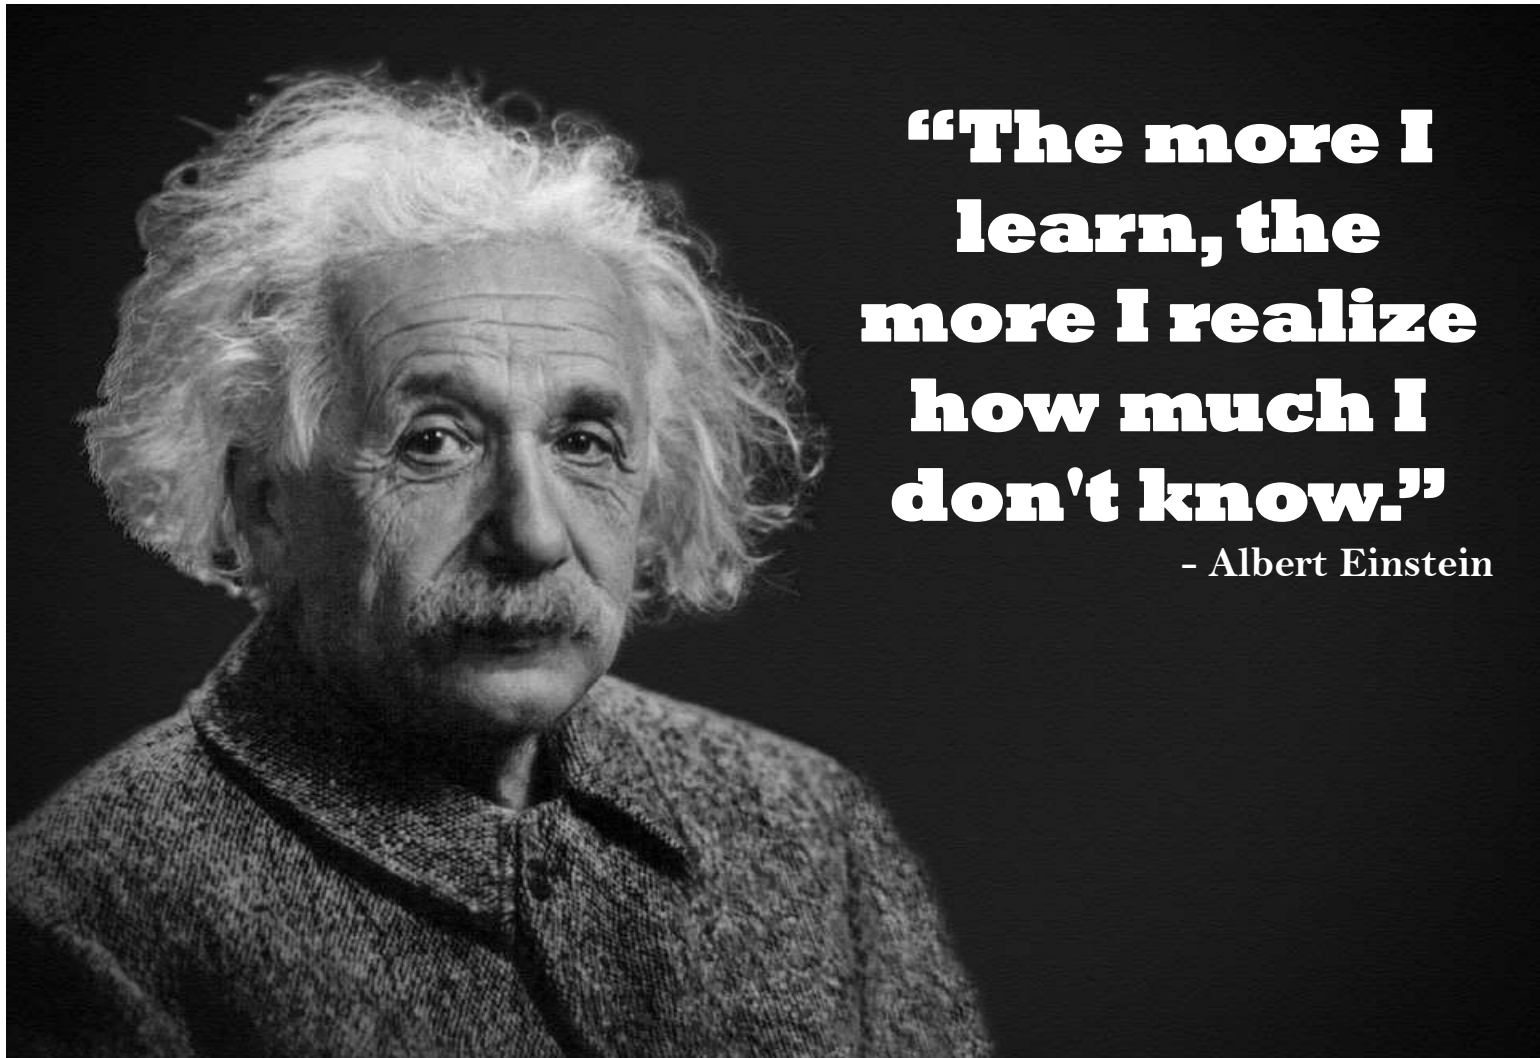 “The more I
learn, the
more I realize
how much I
don't know.”
- Albert Einstein